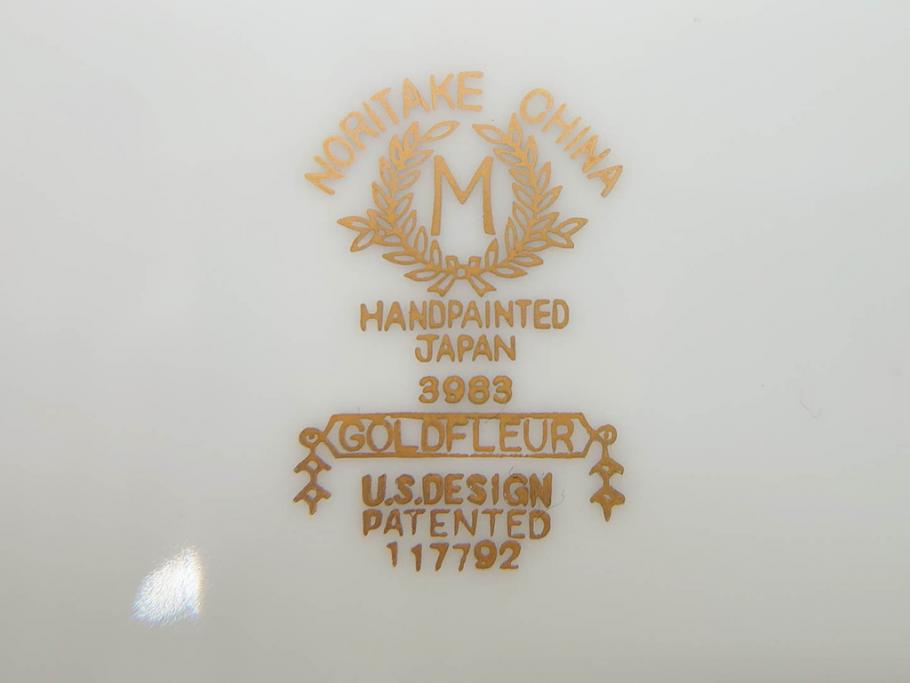 NORITAKE CHINA
M
HANDPAINTED
JAPAN
3983
GOLDFLEUR
U.S.DESIGN
PATENTED
117792